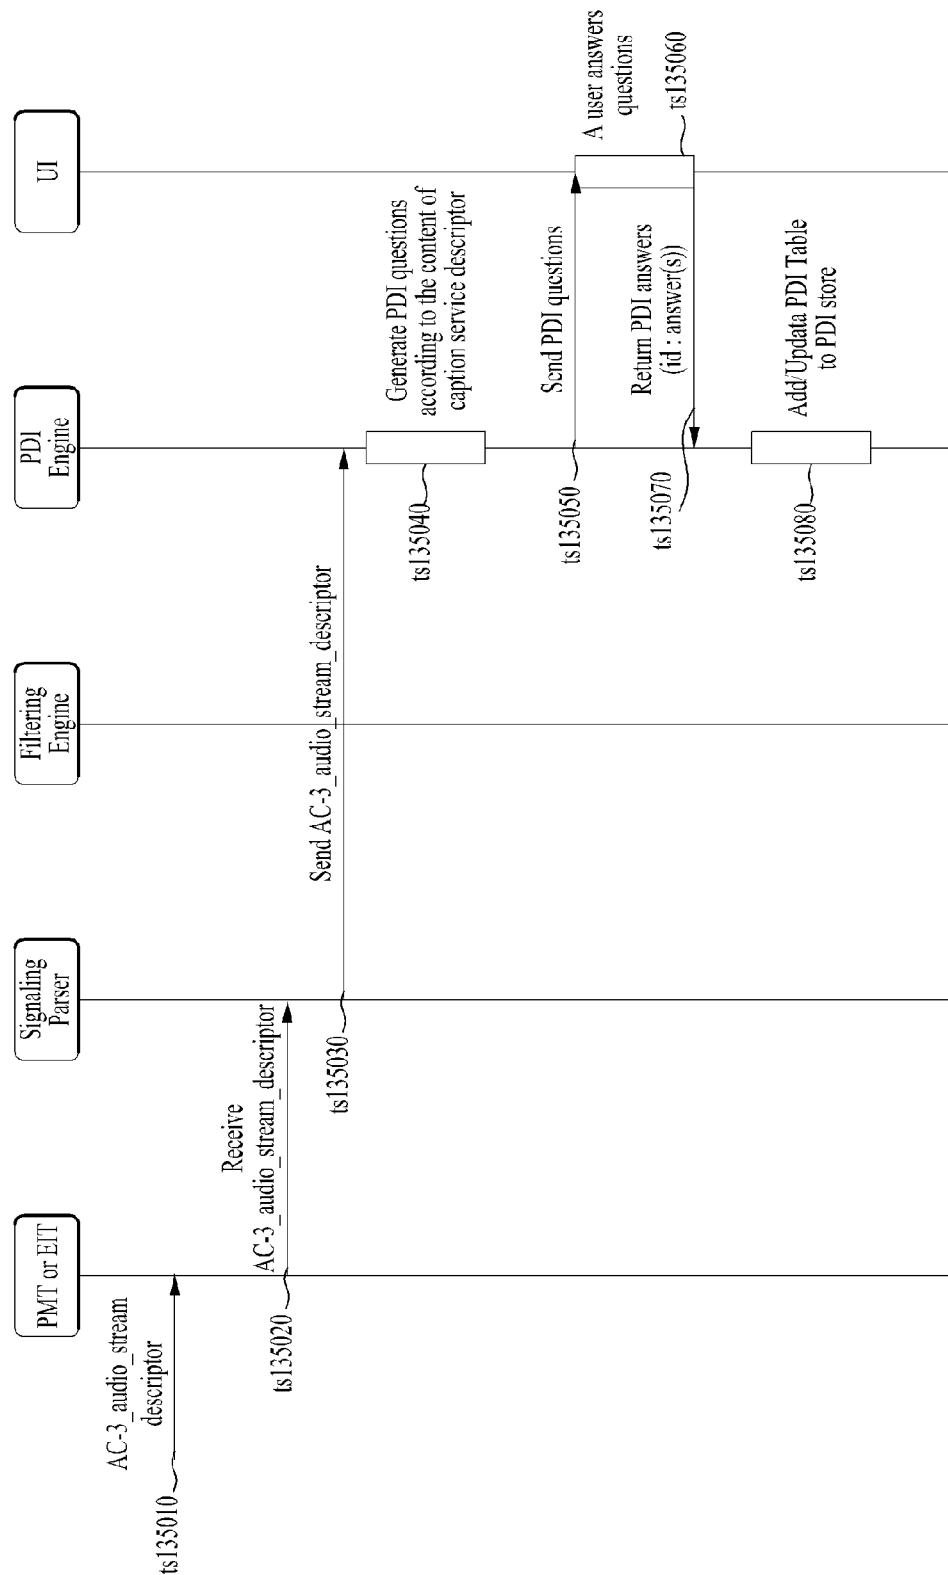 PMT or EIT
Signaling
Parser
Filtering
Engine
PDI
Engine
UI
AC-3_audio_stream
descriptor
ts135010
Receive
AC-3_audio_stream_descriptor
ts135020
Send AC-3_audio_stream_descriptor
ts135030
Generate PDI questions
according to the content of
caption service descriptor
ts135040
Send PDI questions
ts135050
A user answers
questions
ts135060
Return PDI answers
(id : answer(s))
ts135070
Add/Updata PDI Table
to PDI store
ts135080